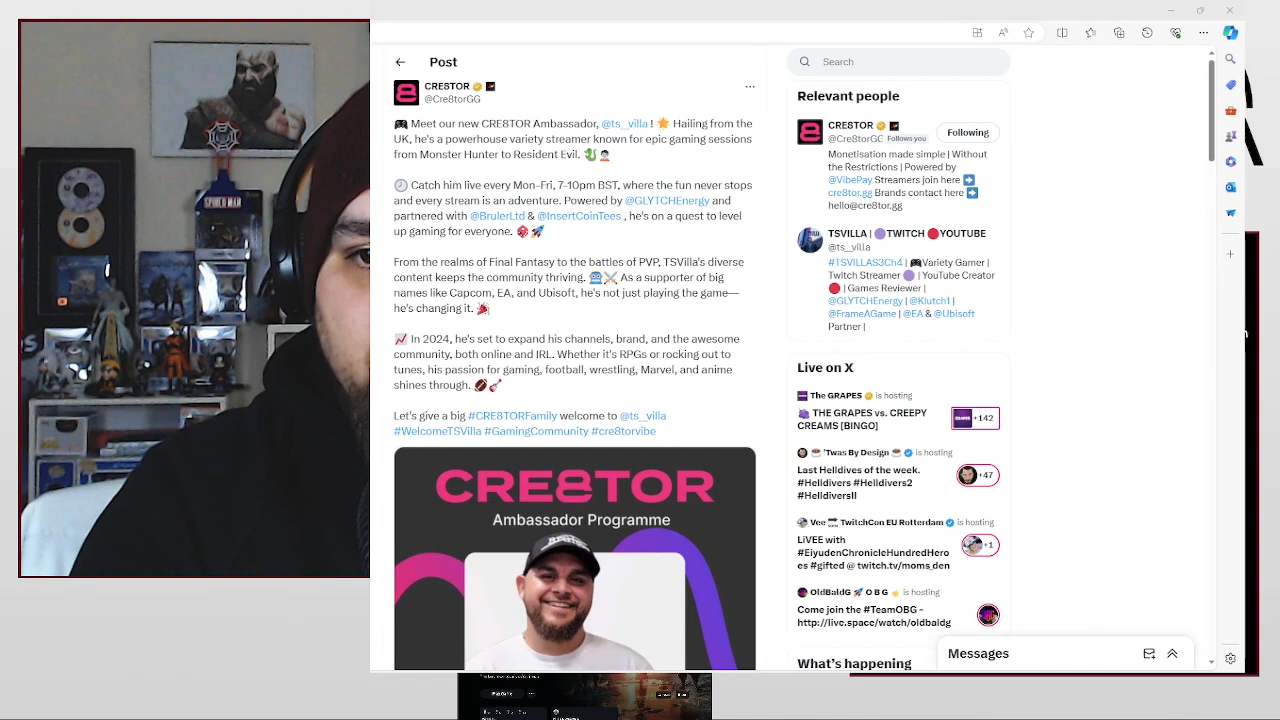 SPIDER-MAN
Post
Search
CRE8TOR
@Cre8torGG
🎮 Meet our new CRE8TOR Ambassador, @ts_villa ! 🌟 Hailing from the
UK, he's a powerhouse variety streamer known for epic gaming sessions
from Monster Hunter to Resident Evil. 🐉🧟
🕗 Catch him live every Mon-Fri, 7-10pm BST, where the fun never stops
and every stream is an adventure. Powered by @GLYTCHEnergy and
partnered with @BrulerLtd & @InsertCoinTees , he's on a quest to level
up gaming for everyone. 🎲🚀
From the realms of Final Fantasy to the battles of PVP, TSVilla's diverse
content keeps the community thriving. 🤖⚔️ As a supporter of big
names like Capcom, EA, and Ubisoft, he's not just playing the game—
he's changing it. 🎉
📈 In 2024, he's set to expand his channels, brand, and the awesome
community, both online and IRL. Whether it's RPGs or rocking out to
tunes, his passion for gaming, football, wrestling, Marvel, and anime
shines through. 🏈🎸
Let's give a big #CRE8TORFamily welcome to @ts_villa
#WelcomeTSVilla #GamingCommunity #cre8torvibe
CRE8TOR
Ambassador Programme
Relevant people
CRE8TOR
@Cre8torGG Follows you
Following
Monetisation made simple | Without
the Restrictions | Powered by
@VibePay Streamers join here ➡️
cre8tor.gg Brands contact here ➡️
hello@cre8tor.gg
TSVILLA | 🟣TWITCH 🔴YOUTUBE
@ts_villa
#TSVILLAS3Ch4 | 🎮Variety Gamer |
Twitch Streamer 🟣 | YouTube Creator
🔴 | Games Reviewer |
@GLYTCHEnergy | @Klutch1 |
@FrameAGame | @EA & @Ubisoft
Partner |
Live on X
The GRAPES is hosting
🍇 THE GRAPES vs. CREEPY
CREAMS [BINGO]
+142
'Twas By Design ☕ is hosting
Last Helldives of the week.
#Helldivers #Helldivers2
#HelldiversII
+47
Vee 🔜 TwitchCon EU Rotterdam is hosting
LiVEE with
#EiyudenChronicleHundredHero
es #gifted @ twitch.tv/moms_den
+1
OldBaldG 🚀 O B G ☝ is hosting
Come join the #TeamOBG -
http://live.space/watch/oldbaldg
What's happening
Messages